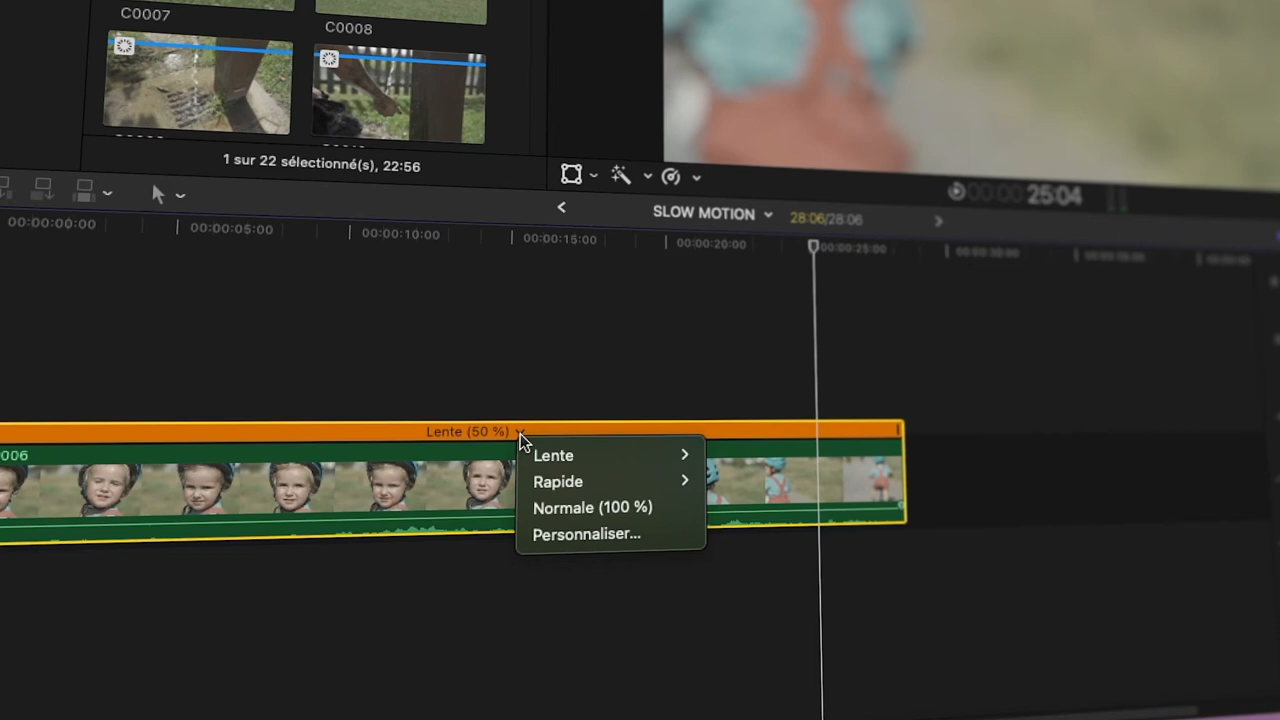 C0007
C0008
1 sur 22 sélectionné(s), 22:56
00:00:00 25:04
SLOW MOTION
28:06/28:06
00:00:00:00
00:00:05:00
00:00:10:00
00:00:15:00
00:00:20:00
00:00:25:00
00:00:30:00
Lente (50 %)
006
Lente
Rapide
Normale (100 %)
Personnaliser...